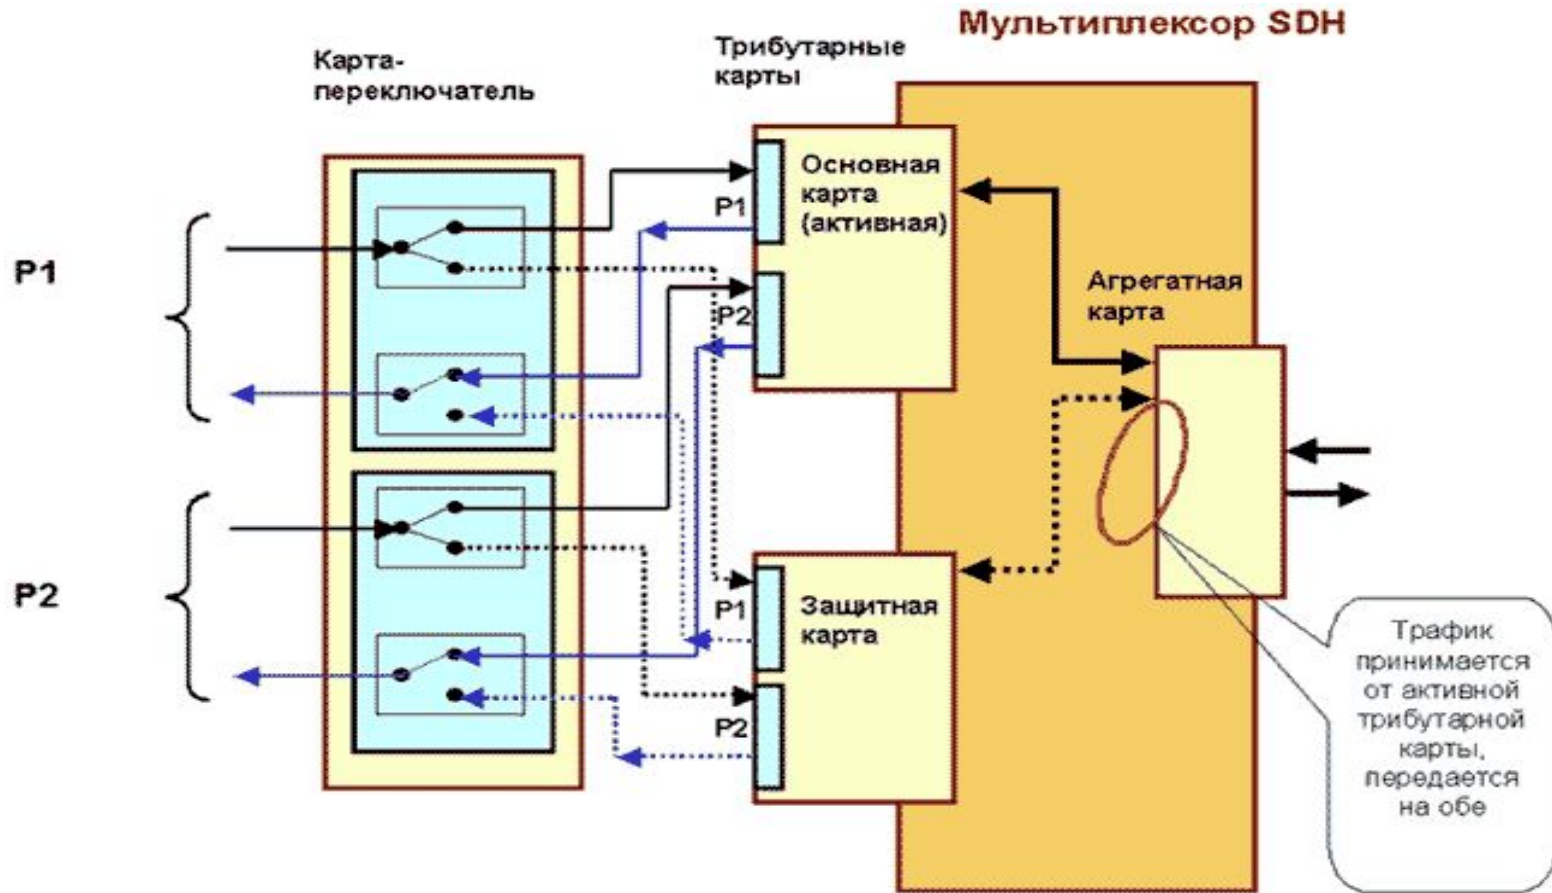 Мультиплексор SDH
Карта-
переключатель
Трибутарные
карты
Основная
карта
(активная)
P1
P2
P1
Агрегатная
карта
P2
P1
P2
Защитная
карта
Трафик
принимается
от активной
трибутарной
карты,
передается
на обе